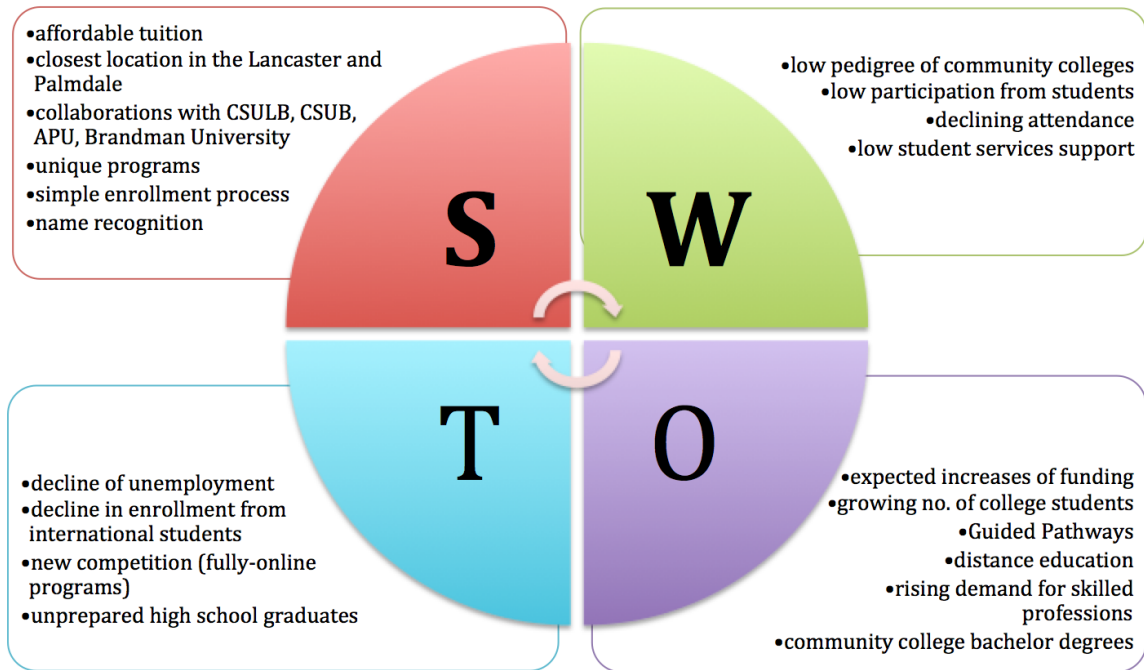 •affordable tuition
•closest location in the Lancaster and
Palmdale
•collaborations with CSULB, CSUB,
APU, Brandman University
•unique programs
•simple enrollment process
•name recognition
S
W
•low pedigree of community colleges
•low participation from students
•declining attendance
•low student services support
T
O
•decline of unemployment
•decline in enrollment from
international students
•new competition (fully-online
programs)
•unprepared high school graduates
•expected increases of funding
•growing no. of college students
•Guided Pathways
•distance education
•rising demand for skilled
professions
•community college bachelor degrees